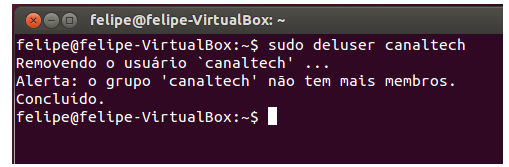 felipe@felipe-VirtualBox: ~
felipe@felipe-VirtualBox:~$ sudo deluser canaltech
Removendo o usuário `canaltech' ...
Alerta: o grupo 'canaltech' não tem mais membros.
Concluído.
felipe@felipe-VirtualBox:~$